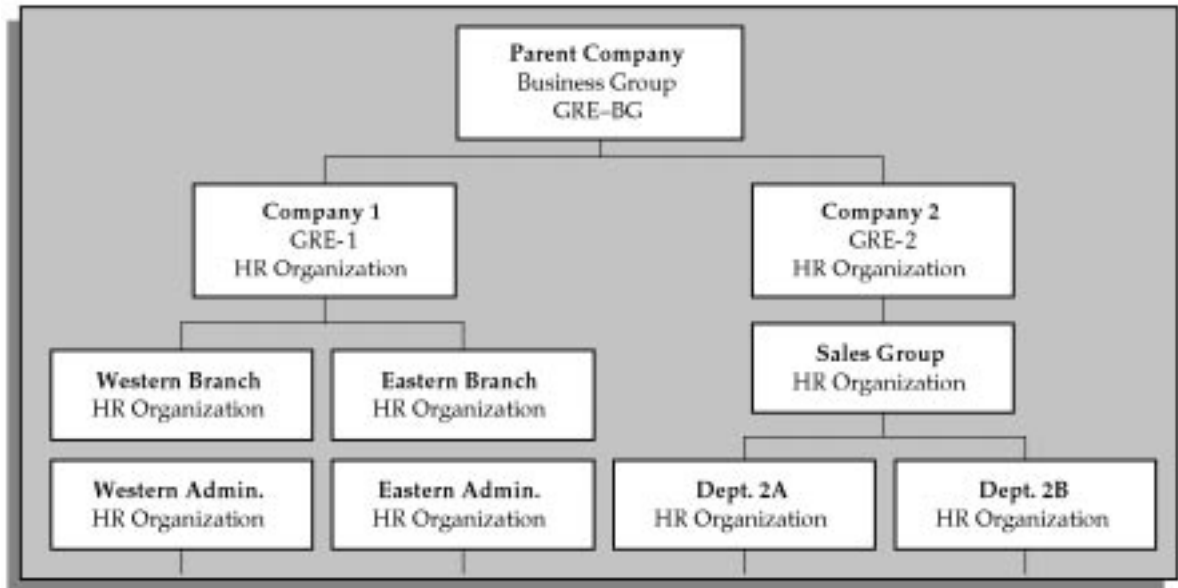 Parent Company
Business Group
GRE–BG
Company 1
GRE-1
HR Organization
Company 2
GRE-2
HR Organization
Western Branch
HR Organization
Eastern Branch
HR Organization
Sales Group
HR Organization
Western Admin.
HR Organization
Eastern Admin.
HR Organization
Dept. 2A
HR Organization
Dept. 2B
HR Organization